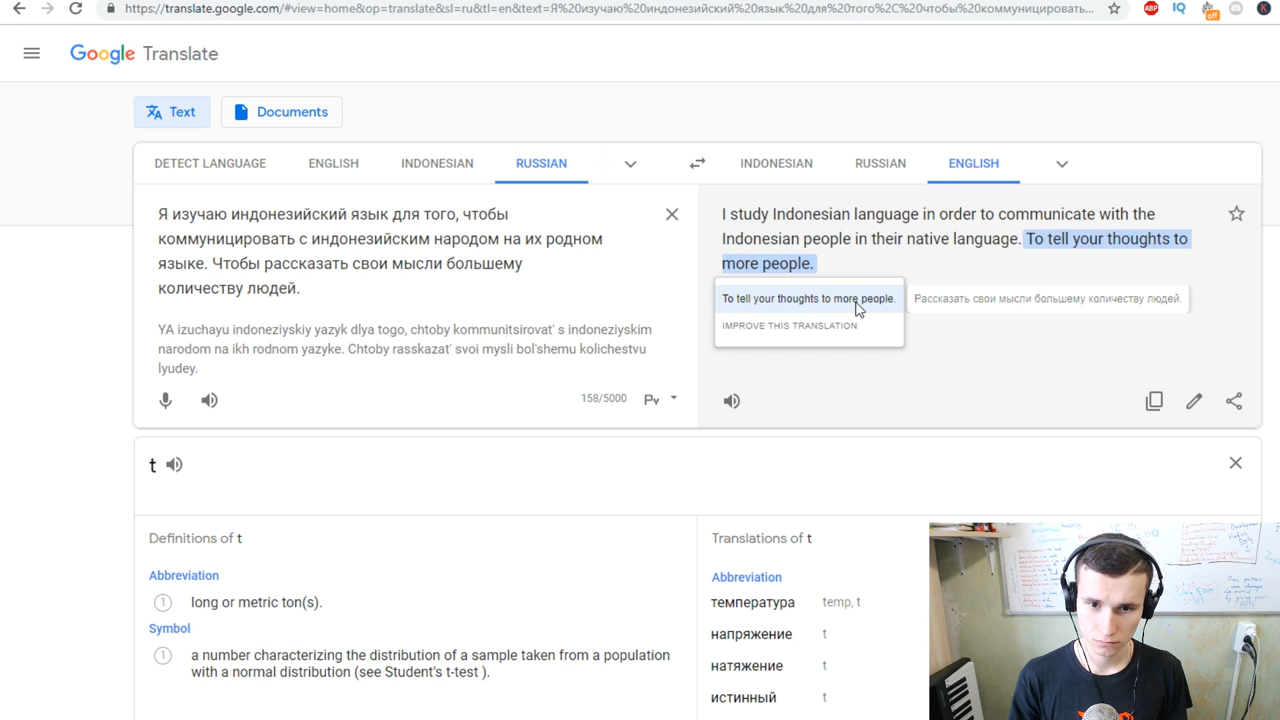 https://translate.google.com/#view=home&op=translate&sl=ru&tl=en&text=Я%20изучаю%20индонезийский%20язык%20для%20того%2C%20чтобы%20коммуницировать...
ABP
IQ
off
K
Google Translate
Text
Documents
DETECT LANGUAGE
ENGLISH
INDONESIAN
RUSSIAN
INDONESIAN
RUSSIAN
ENGLISH
Я изучаю индонезийский язык для того, чтобы
коммуницировать с индонезийским народом на их родном
языке. Чтобы рассказать свои мысли большему
количеству людей.
YA izuchayu indoneziyskiy yazyk dlya togo, chtoby kommunitsirovat' s indoneziyskim
narodom na ikh rodnom yazyke. Chtoby rasskazat' svoi mysli bol'shemu kolichestvu
lyudey.
158/5000
I study Indonesian language in order to communicate with the
Indonesian people in their native language. To tell your thoughts to
more people.
To tell your thoughts to more people.
Рассказать свои мысли большему количеству людей.
IMPROVE THIS TRANSLATION
t
Definitions of t
Abbreviation
1 long or metric ton(s).
Symbol
1 a number characterizing the distribution of a sample taken from a population
with a normal distribution (see Student's t-test ).
Translations of t
Abbreviation
температура temp, t
напряжение t
натяжение t
истинный t